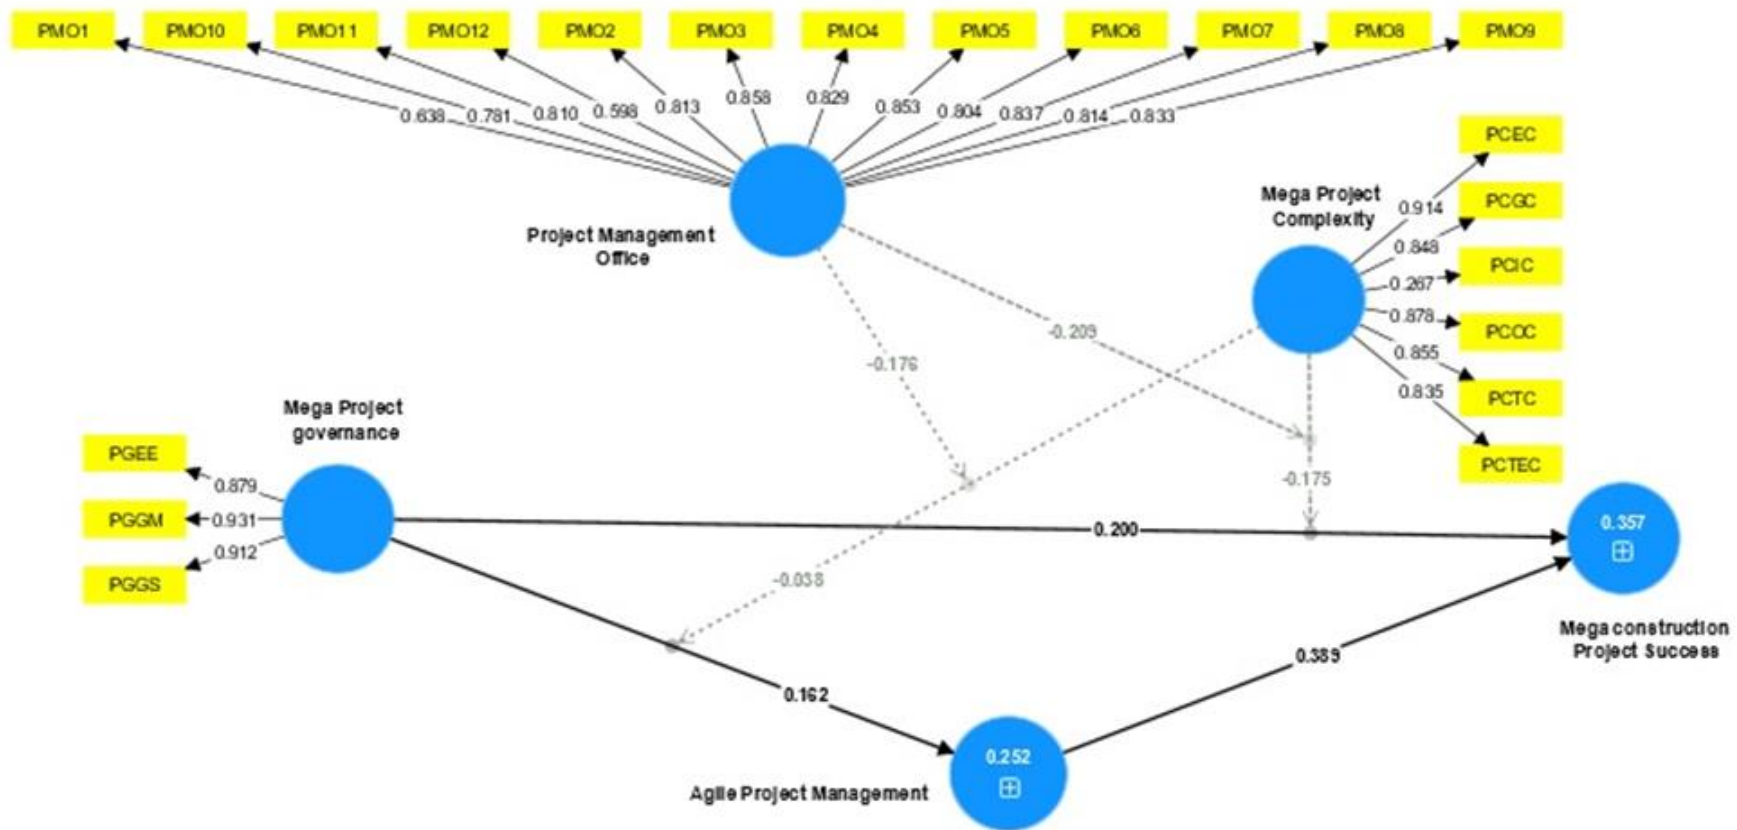 PMO1 PMO10 PMO11 PMO12 PMO2 PMO3 PMO4 PMO5 PMO6 PMO7 PMO8 PMO9
0.638 0.781 0.810 0.598 0.813 0.858 0.829 0.853 0.804 0.837 0.814 0.833
Project Management
Office
Mega Project
Complexity
PCEC
0.914
PCGC
0.848
PCIC
0.267
PCOC
0.878
PCTC
0.855
PCTEC
0.835
-0.209
-0.176
-0.175
-0.038
Mega Project
governance
PGEE
0.879
PGGM
0.931
PGGS
0.912
0.200
0.357
Mega construction
Project Success
0.162
0.389
0.252
Agile Project Management